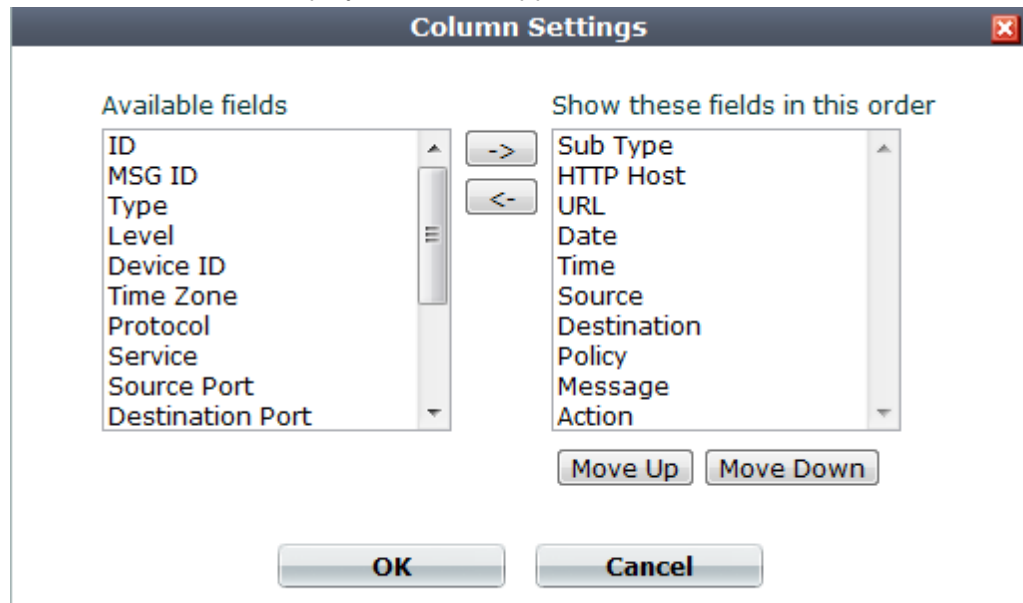 Column Settings
Available fields
ID
MSG ID
Type
Level
Device ID
Time Zone
Protocol
Service
Source Port
Destination Port
->
<-
Show these fields in this order
Sub Type
HTTP Host
URL
Date
Time
Source
Destination
Policy
Message
Action
Move Up Move Down
OK Cancel